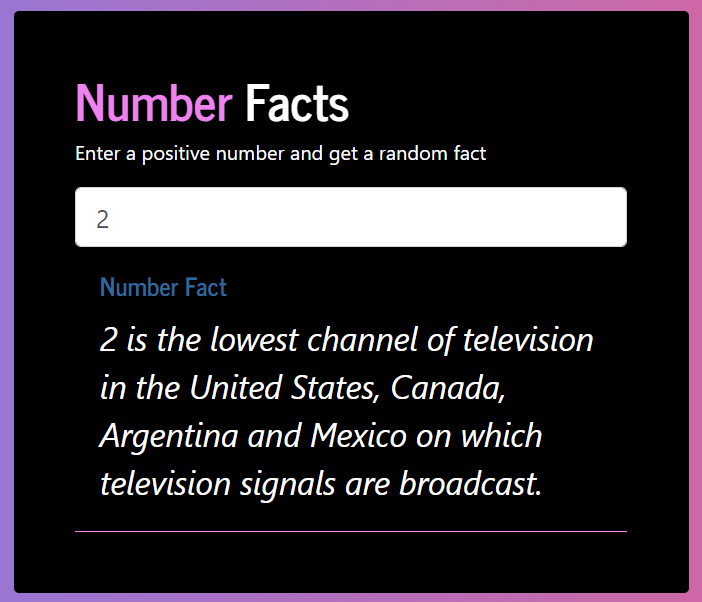 Number Facts
Enter a positive number and get a random fact
2
Number Fact
2 is the lowest channel of television
in the United States, Canada,
Argentina and Mexico on which
television signals are broadcast.